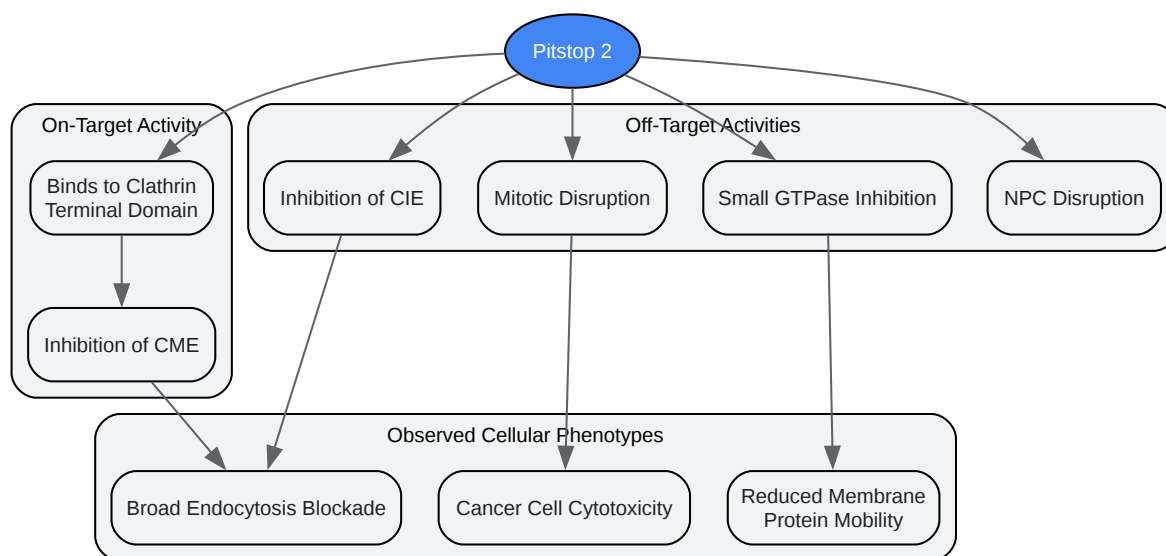 Pitstop 2
On-Target Activity
Off-Target Activities
Binds to Clathrin
Terminal Domain
Inhibition of CIE
Mitotic Disruption
Small GTPase Inhibition
NPC Disruption
Inhibition of CME
Observed Cellular Phenotypes
Broad Endocytosis Blockade
Cancer Cell Cytotoxicity
Reduced Membrane
Protein Mobility